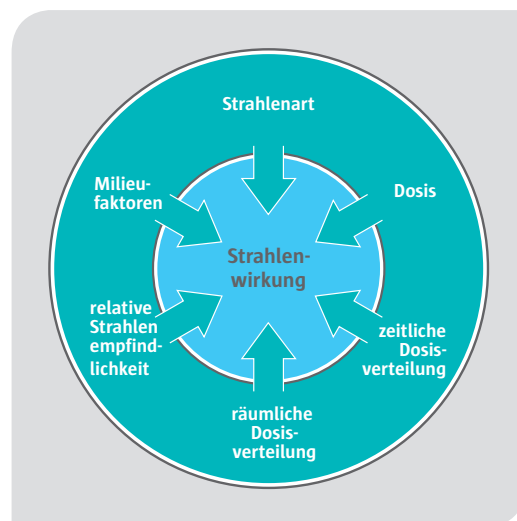 Strahlenart
Milieu-
faktoren
Dosis
Strahlen-
wirkung
relative
Strahlen
empfind-
lichkeit
zeitliche
Dosis-
verteilung
räumliche
Dosis-
verteilung